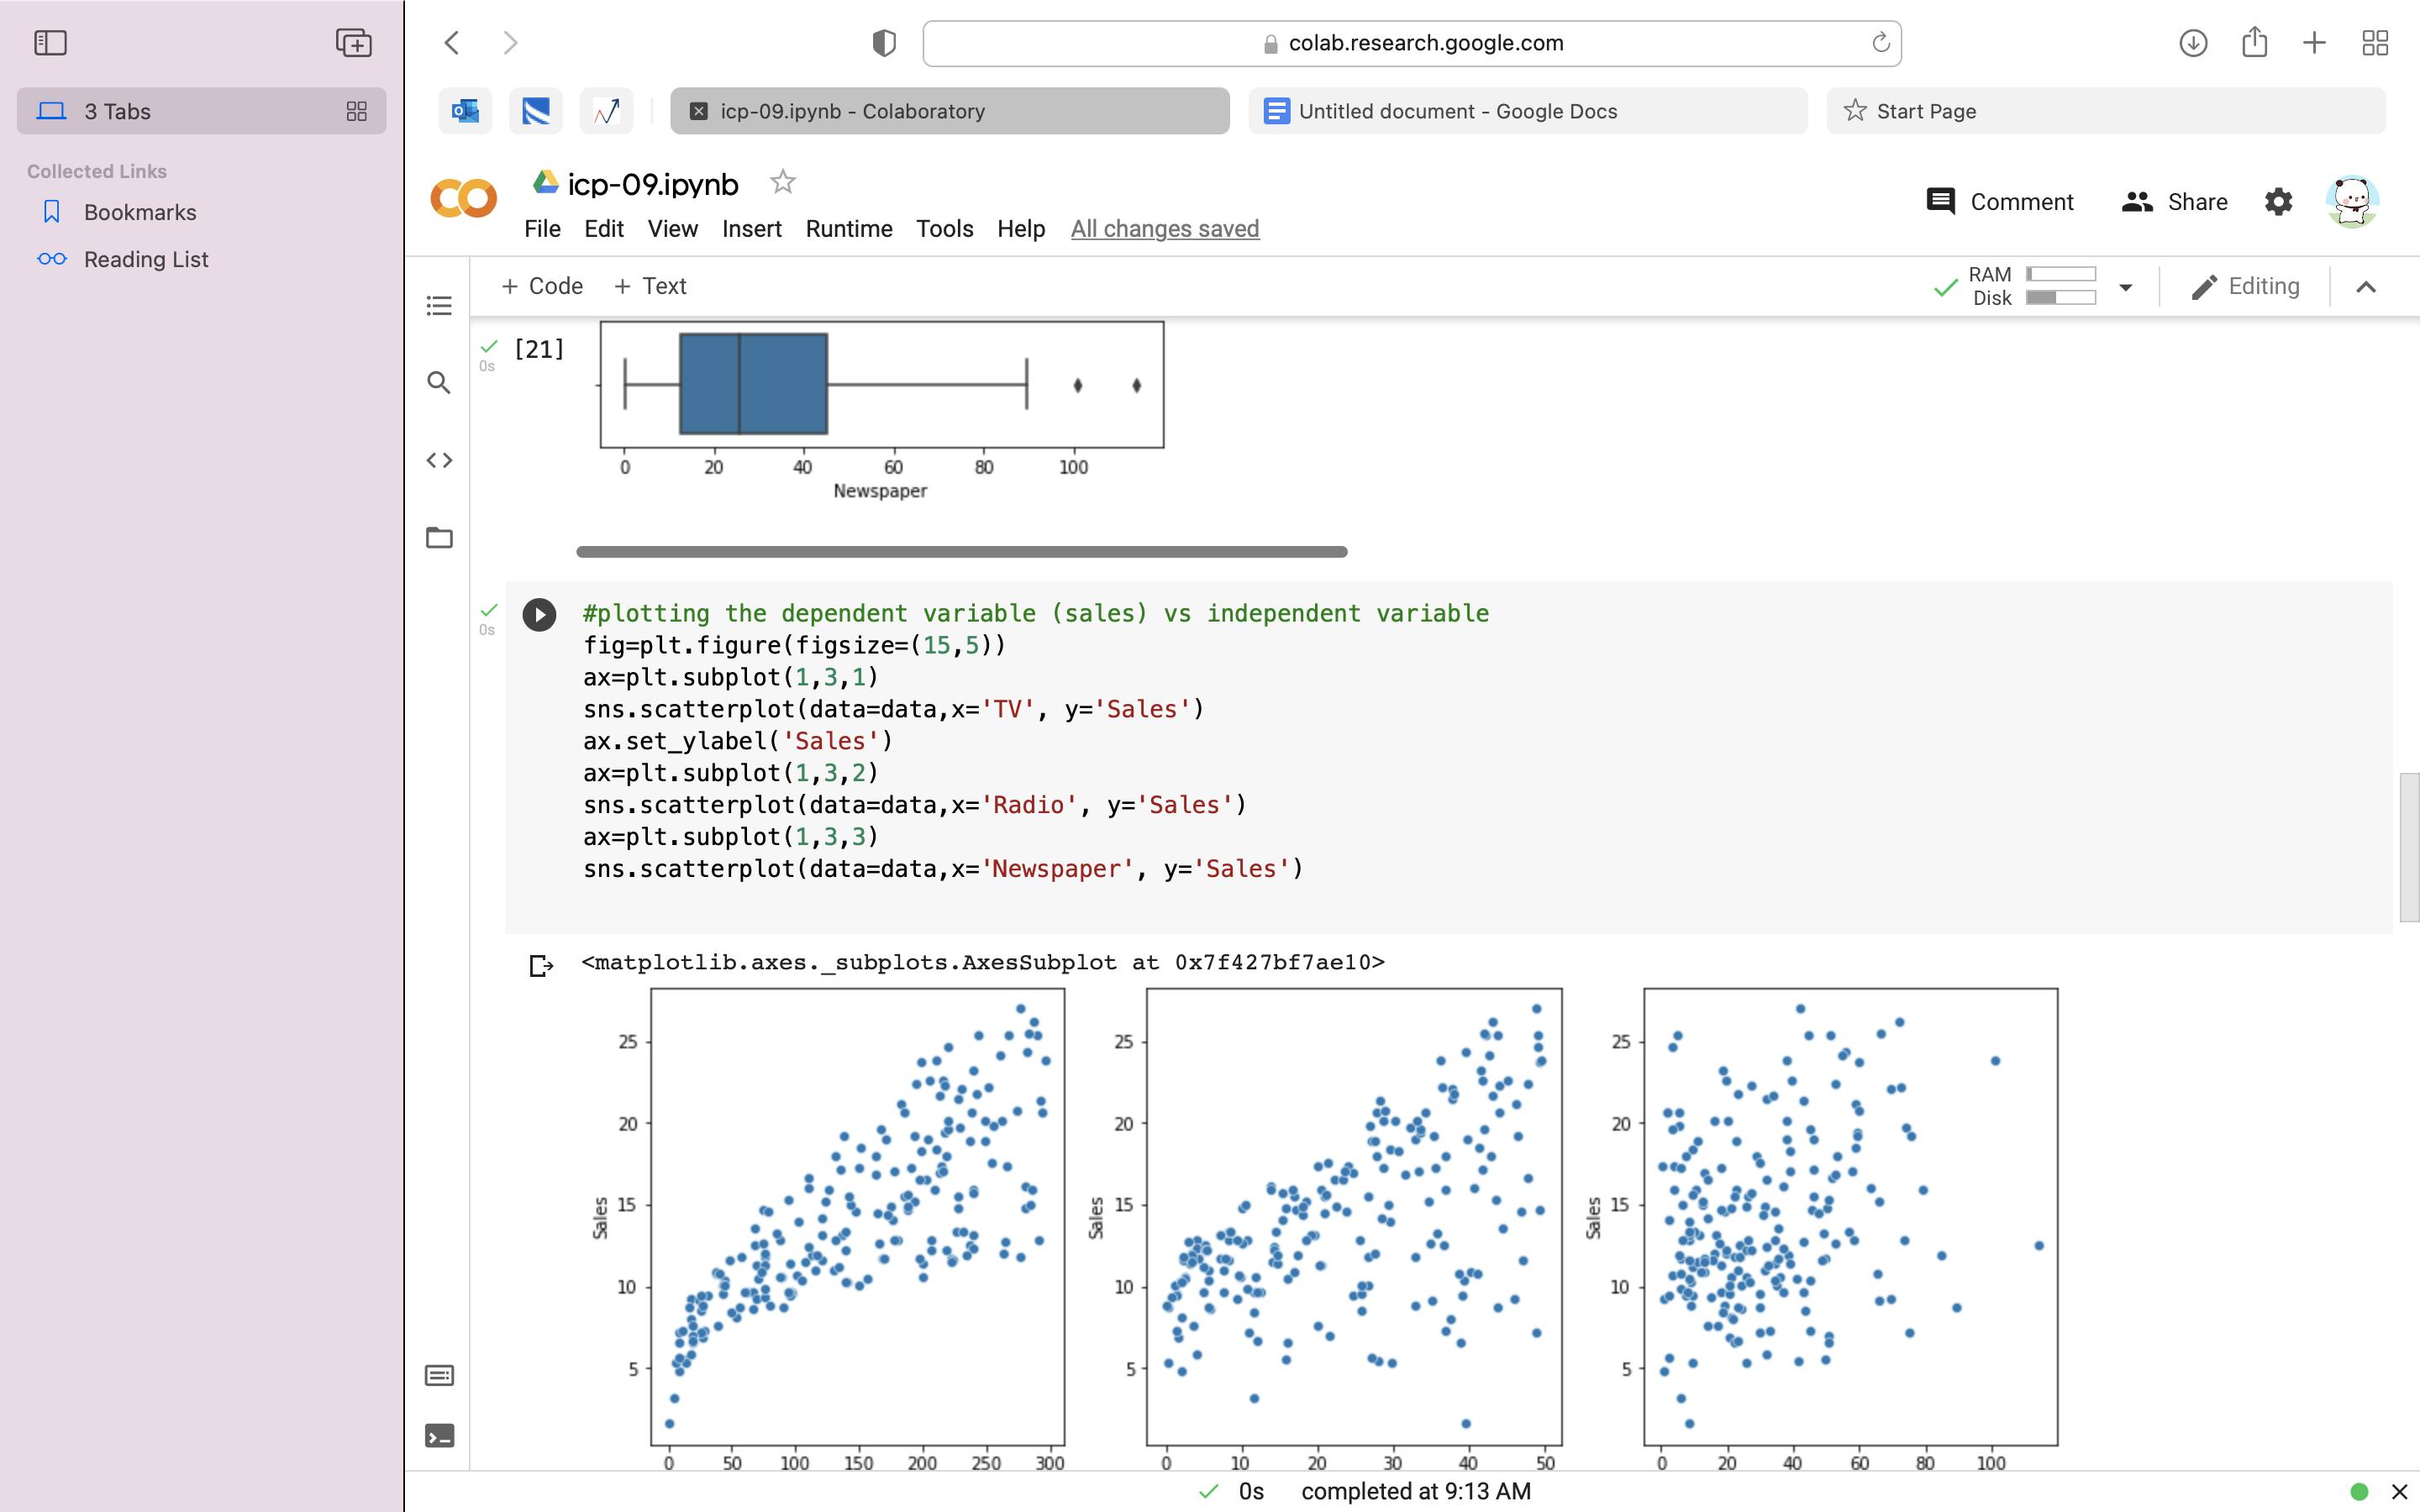 colab.research.google.com
3 Tabs
icp-09.ipynb - Colaboratory
Untitled document - Google Docs
Start Page
Collected Links
Bookmarks
Reading List
icp-09.ipynb
Comment
Share
File Edit View Insert Runtime Tools Help All changes saved
+ Code + Text
RAM
Disk
Editing
[21]
0s
0 20 40 60 80 100
Newspaper
0s
#plotting the dependent variable (sales) vs independent variable
fig=plt.figure(figsize=(15,5))
ax=plt.subplot(1,3,1)
sns.scatterplot(data=data,x='TV', y='Sales')
ax.set_ylabel('Sales')
ax=plt.subplot(1,3,2)
sns.scatterplot(data=data,x='Radio', y='Sales')
ax=plt.subplot(1,3,3)
sns.scatterplot(data=data,x='Newspaper', y='Sales')
<matplotlib.axes._subplots.AxesSubplot at 0x7f427bf7ae10>
25
20
15
10
5
Sales
0 50 100 150 200 250 300
25
20
15
10
5
Sales
0 10 20 30 40 50
25
20
15
10
5
Sales
0 20 40 60 80 100
0s completed at 9:13 AM